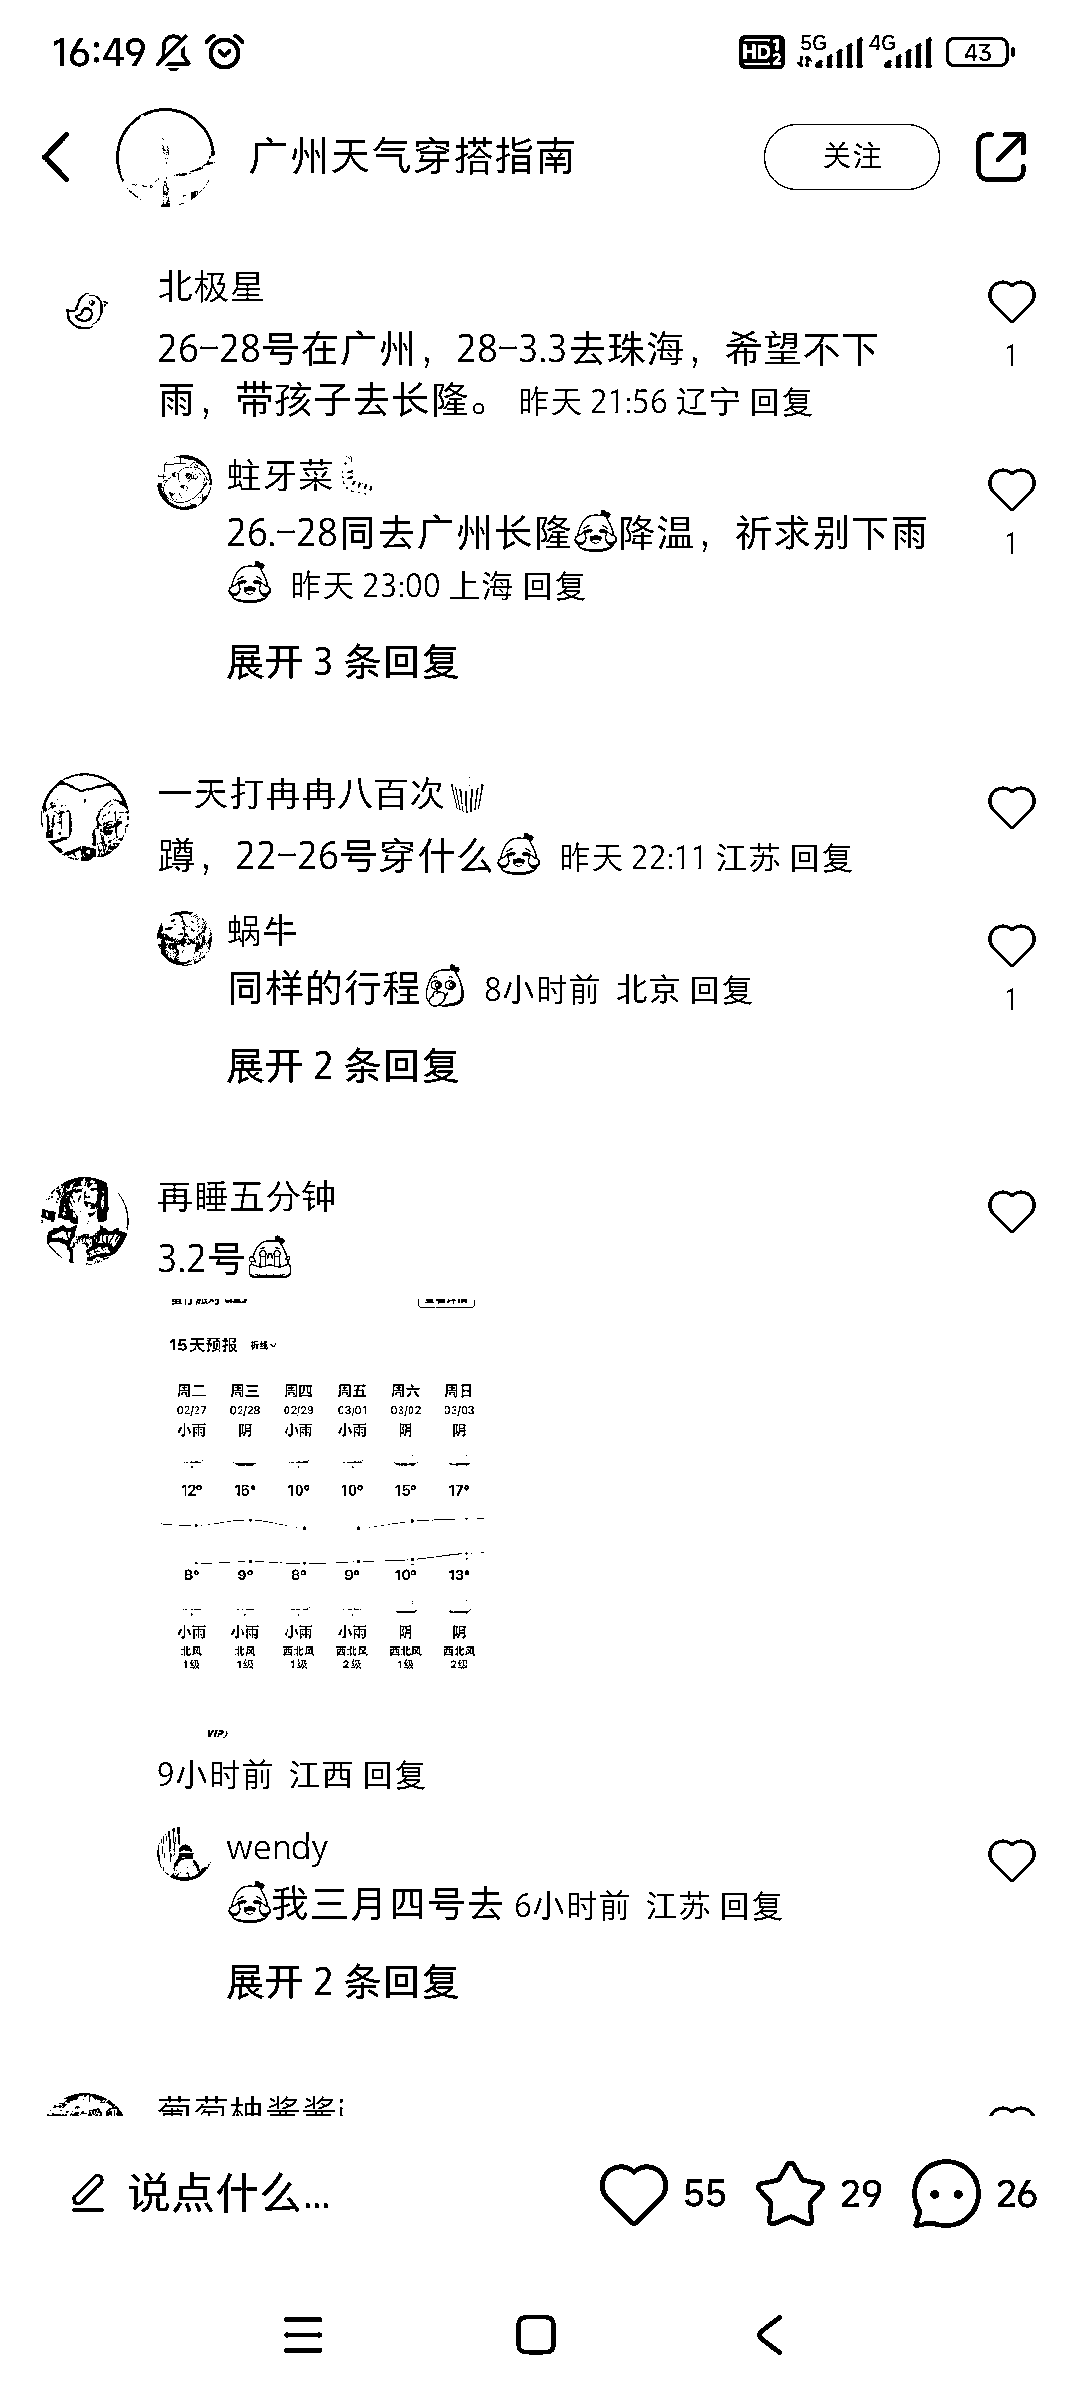 16:49 HD 1 2 5G 4G 43
广州天气穿搭指南 关注
北极星
26-28号在广州，28-3.3去珠海，希望不下
雨，带孩子去长隆。 昨天 21:56 辽宁 回复
1
蛀牙菜
26.-28同去广州长隆降温，祈求别下雨
昨天 23:00 上海 回复
1
展开 3 条回复
一天打冉冉八百次
蹲，22-26号穿什么 昨天 22:11 江苏 回复
蜗牛
同样的行程 8小时前 北京 回复
1
展开 2 条回复
再睡五分钟
3.2号
15天预报 折线
周二 周三 周四 周五 周六 周日
02/27 02/28 02/29 03/01 03/02 03/03
小雨 阴 小雨 小雨 阴 阴
12° 16° 10° 10° 15° 17°
8° 9° 8° 9° 10° 13°
小雨 小雨 小雨 小雨 阴 阴
北风 北风 西北风 西北风 西北风 西北风
1级 1级 1级 2级 1级 2级
VIP
9小时前 江西 回复
wendy
我三月四号去 6小时前 江苏 回复
展开 2 条回复
葡萄柚酱酱i
说点什么... 55 29 26